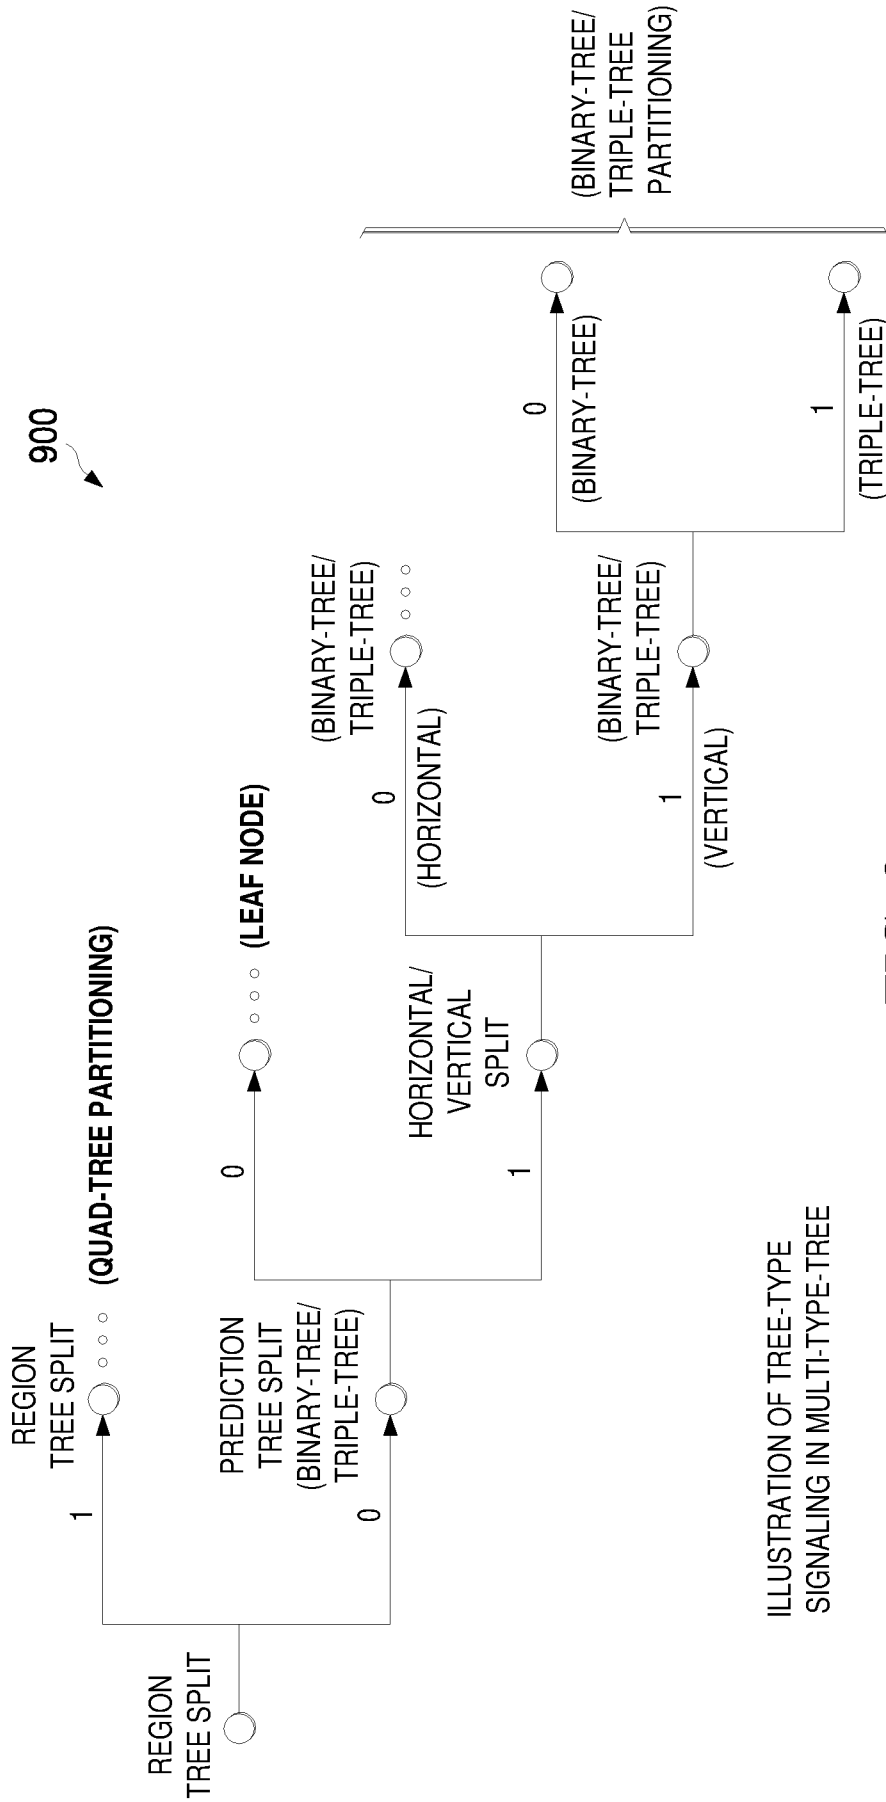 900
REGION
TREE SPLIT
1
REGION
TREE SPLIT
(QUAD-TREE PARTITIONING)
0
PREDICTION
TREE SPLIT
(BINARY-TREE/
TRIPLE-TREE)
0
(LEAF NODE)
1
HORIZONTAL/
VERTICAL
SPLIT
0
(HORIZONTAL)
(BINARY-TREE/
TRIPLE-TREE)
1
(VERTICAL)
(BINARY-TREE/
TRIPLE-TREE)
0
(BINARY-TREE)
1
(TRIPLE-TREE)
(BINARY-TREE/
TRIPLE-TREE
PARTITIONING)
ILLUSTRATION OF TREE-TYPE
SIGNALING IN MULTI-TYPE-TREE